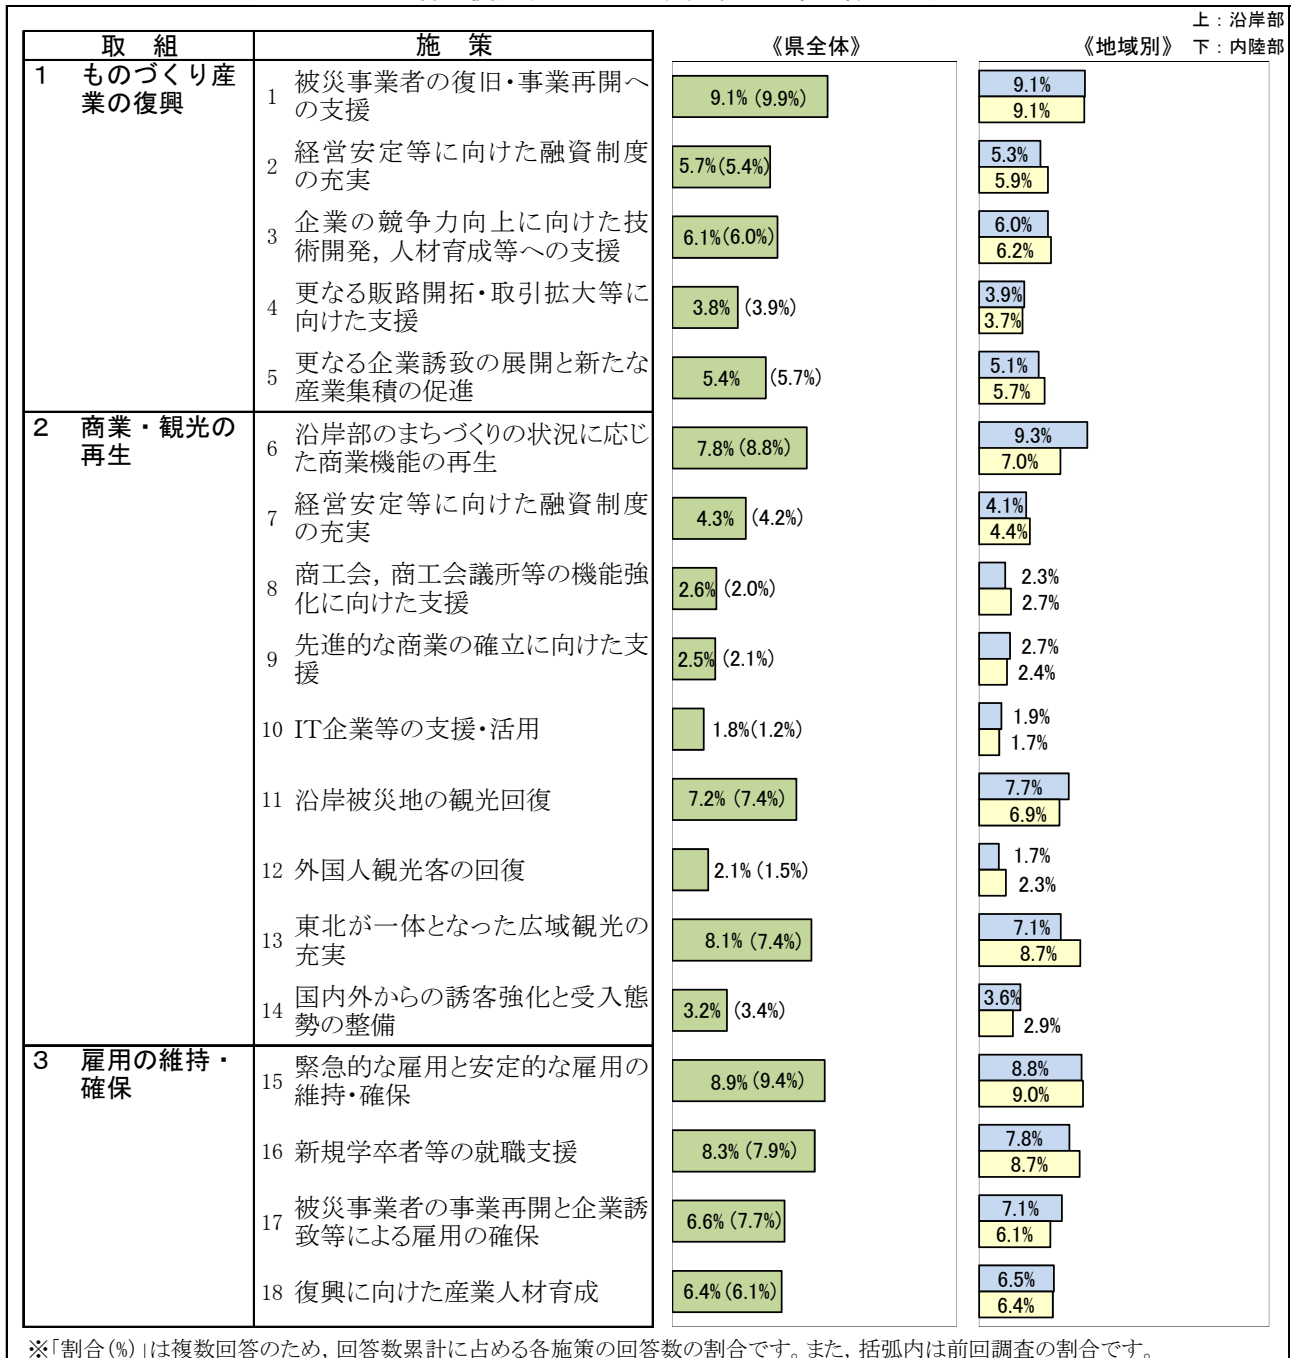 上：沿岸部
取　組　施　策　《県全体》　《地域別》　下：内陸部
1　ものづくり産
業の復興
1　被災事業者の復旧・事業再開へ
の支援
9.1% (9.9%)
9.1%
9.1%
2　経営安定等に向けた融資制度
の充実
5.7%(5.4%)
5.3%
5.9%
3　企業の競争力向上に向けた技
術開発，人材育成等への支援
6.1%(6.0%)
6.0%
6.2%
4　更なる販路開拓・取引拡大等に
向けた支援
3.8% (3.9%)
3.9%
3.7%
5　更なる企業誘致の展開と新たな
産業集積の促進
5.4% (5.7%)
5.1%
5.7%
2　商業・観光の
再生
6　沿岸部のまちづくりの状況に応じ
た商業機能の再生
7.8% (8.8%)
9.3%
7.0%
7　経営安定等に向けた融資制度
の充実
4.3% (4.2%)
4.1%
4.4%
8　商工会，商工会議所等の機能強
化に向けた支援
2.6% (2.0%)
2.3%
2.7%
9　先進的な商業の確立に向けた支
援
2.5% (2.1%)
2.7%
2.4%
10　IT企業等の支援・活用
1.8%(1.2%)
1.9%
1.7%
11　沿岸被災地の観光回復
7.2% (7.4%)
7.7%
6.9%
12　外国人観光客の回復
2.1% (1.5%)
1.7%
2.3%
13　東北が一体となった広域観光の
充実
8.1% (7.4%)
7.1%
8.7%
14　国内外からの誘客強化と受入態
勢の整備
3.2% (3.4%)
3.6%
2.9%
3　雇用の維持・
確保
15　緊急的な雇用と安定的な雇用の
維持・確保
8.9% (9.4%)
8.8%
9.0%
16　新規学卒者等の就職支援
8.3% (7.9%)
7.8%
8.7%
17　被災事業者の事業再開と企業誘
致等による雇用の確保
6.6% (7.7%)
7.1%
6.1%
18　復興に向けた産業人材育成
6.4%(6.1%)
6.5%
6.4%
※「割合(%)」は複数回答のため，回答数累計に占める各施策の回答数の割合です。また，括弧内は前回調査の割合です。